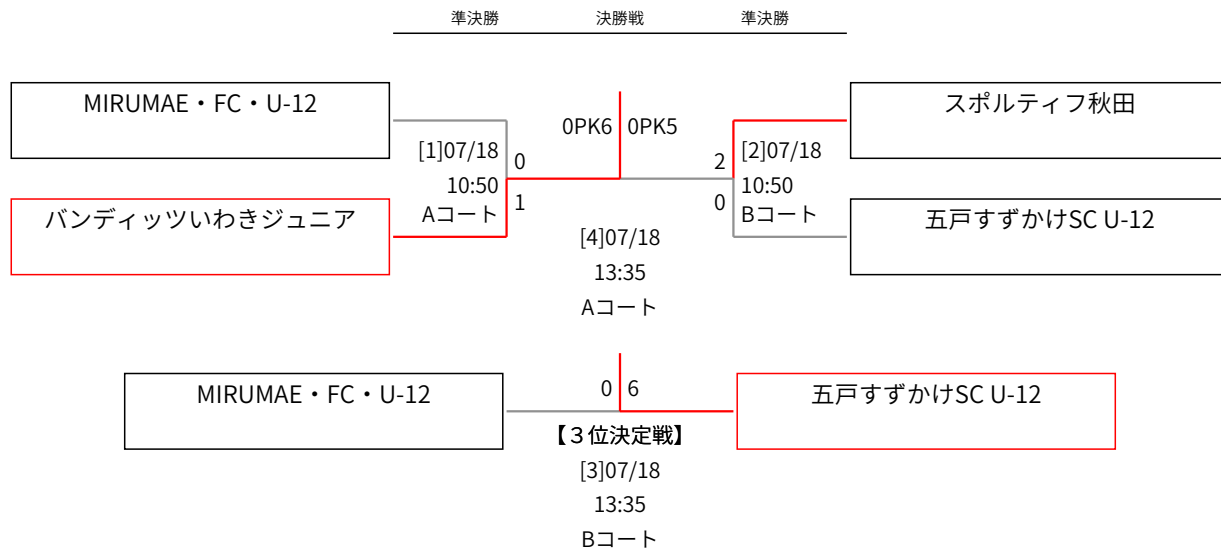 準決勝 決勝戦 準決勝
MIRUMAE・FC・U-12
スポルティフ秋田
0PK6 0PK5
[1]07/18
10:50
Aコート
0
1
2
0
[2]07/18
10:50
Bコート
バンディッツいわきジュニア
五戸すずかけSC U-12
[4]07/18
13:35
Aコート
MIRUMAE・FC・U-12
0 6
五戸すずかけSC U-12
【３位決定戦】
[3]07/18
13:35
Bコート